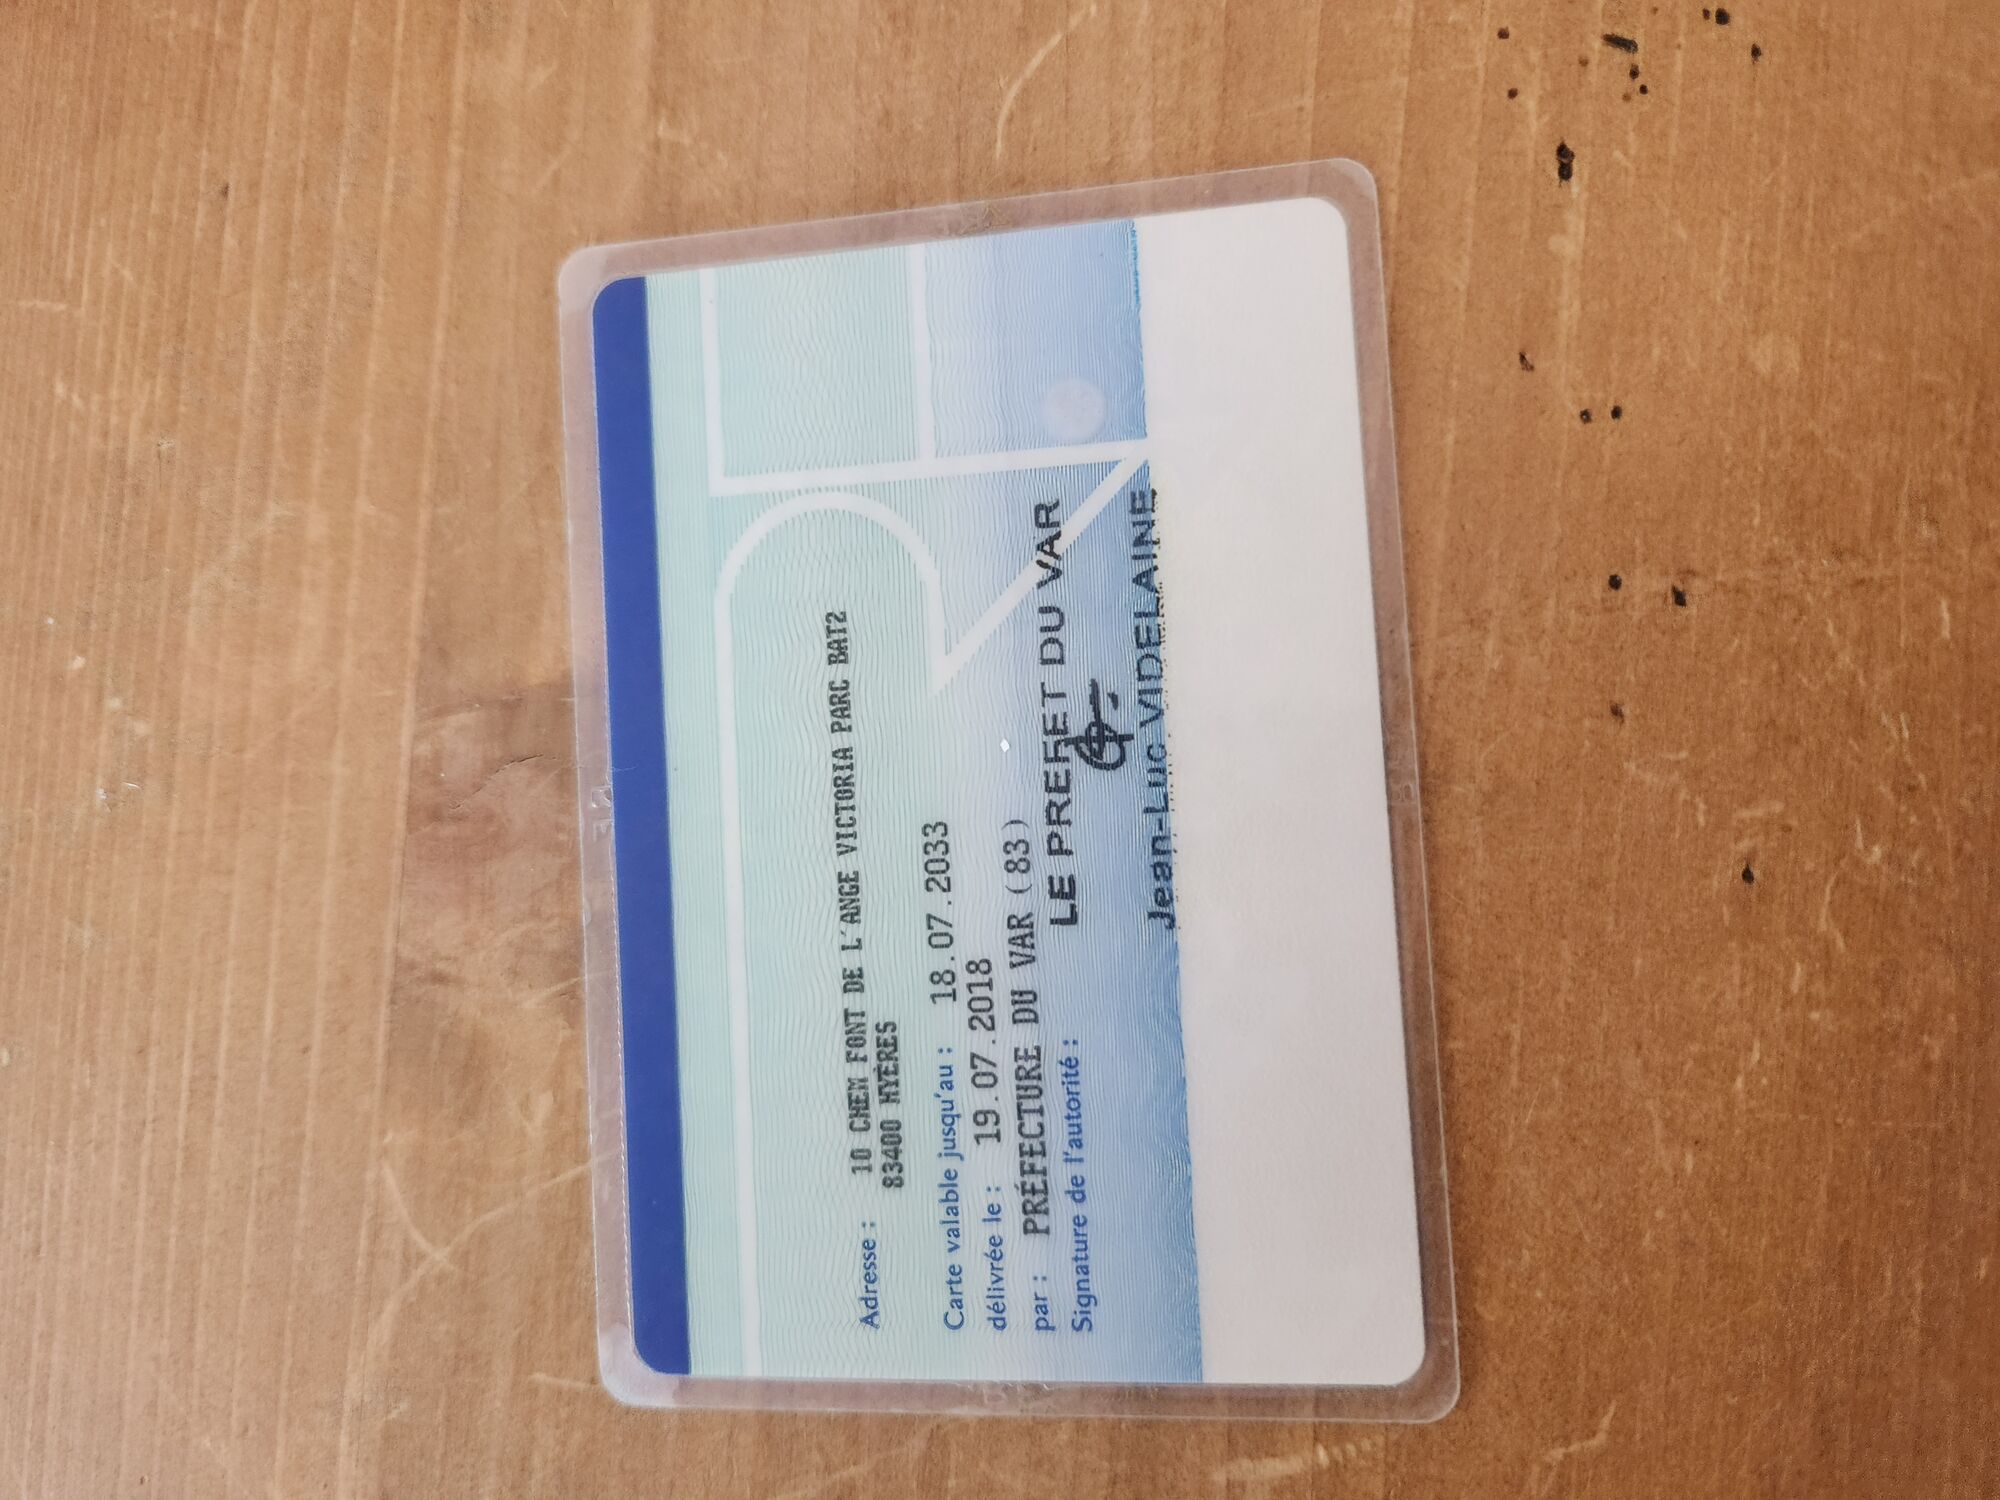 Adresse : 10 CHEM FONT DE L'ANGE VICTORIA PARC BAT2
83400 HYÈRES
Carte valable jusqu'au : 18.07.2033
délivrée le : 19.07.2018
par : PRÉFECTURE DU VAR (83)
Signature de l'autorité :
LE PREFET DU VAR
Jean-Luc VIDELAINE